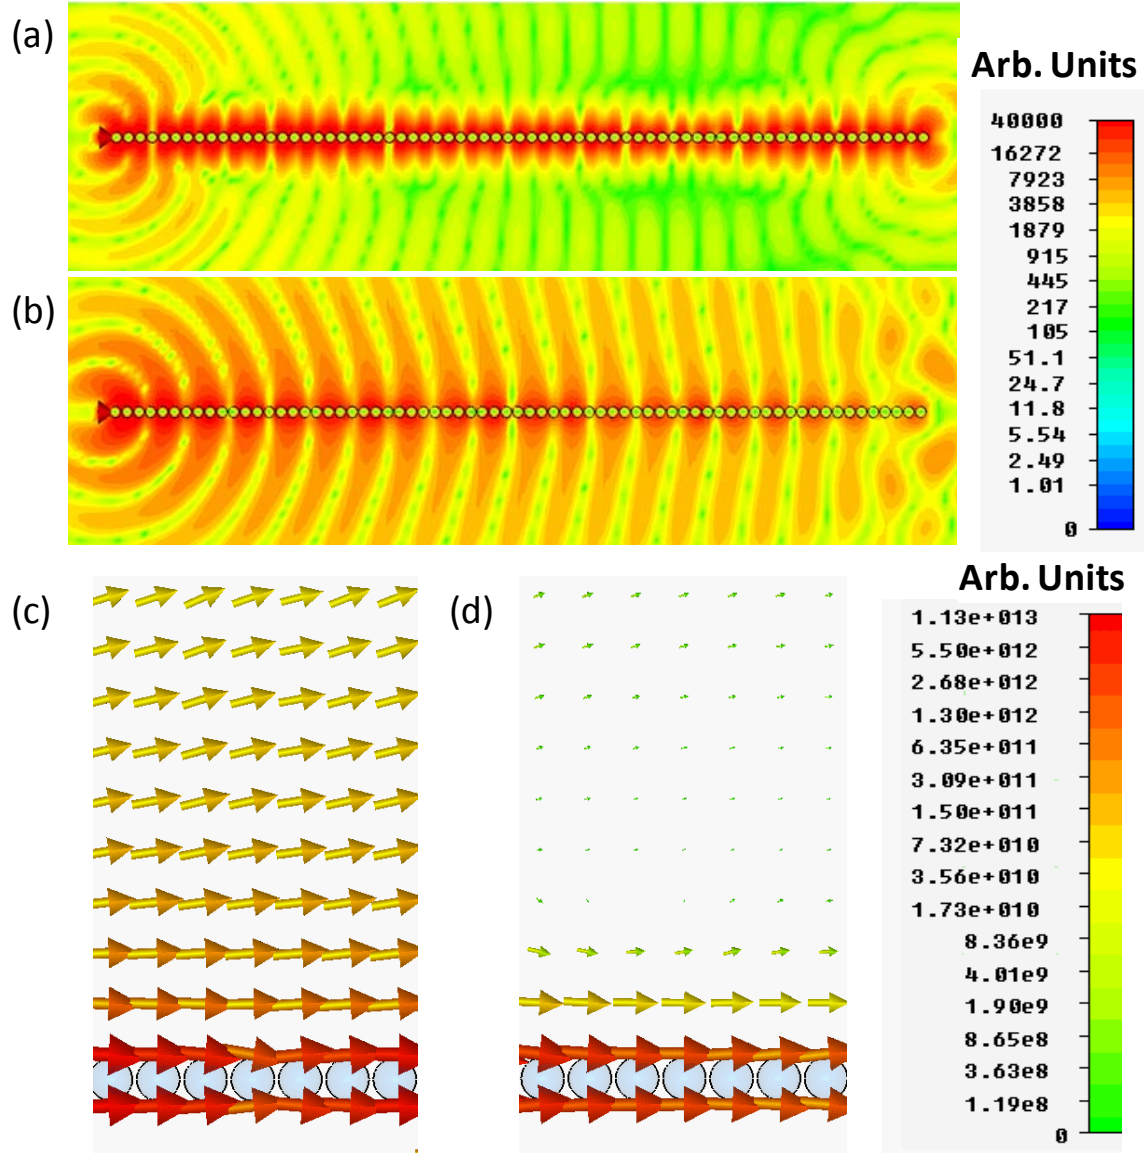 (a)
Arb. Units
40000
16272
7923
3858
1879
915
445
217
105
51.1
24.7
11.8
5.54
2.49
1.01
0
(b)
(c)
(d)
Arb. Units
1.13e+013
5.50e+012
2.68e+012
1.30e+012
6.35e+011
3.09e+011
1.50e+011
7.32e+010
3.56e+010
1.73e+010
8.36e9
4.01e9
1.90e9
8.65e8
3.63e8
1.19e8
0